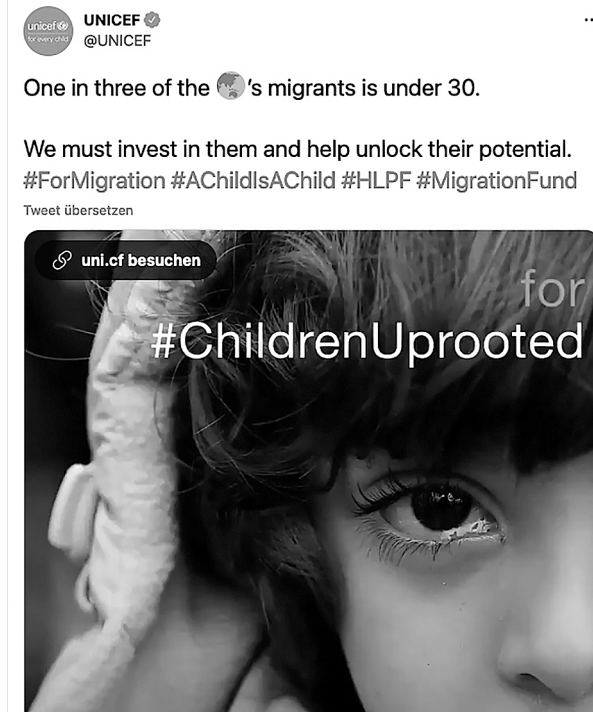 unicef
for every child
UNICEF
@UNICEF
One in three of the 🌏's migrants is under 30.
We must invest in them and help unlock their potential.
#ForMigration #AChildIsAChild #HLPF #MigrationFund
Tweet übersetzen
uni.cf besuchen
for
#ChildrenUprooted